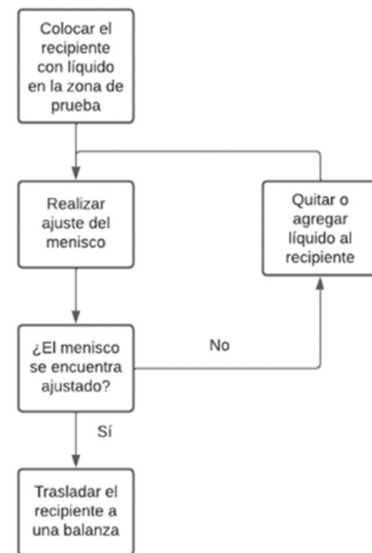 Colocar el
recipiente
con líquido
en la zona de
prueba
Realizar
ajuste del
menisco
Quitar o
agregar
líquido al
recipiente
¿El menisco
se encuentra
ajustado?
No
Sí
Trasladar el
recipiente a
una balanza